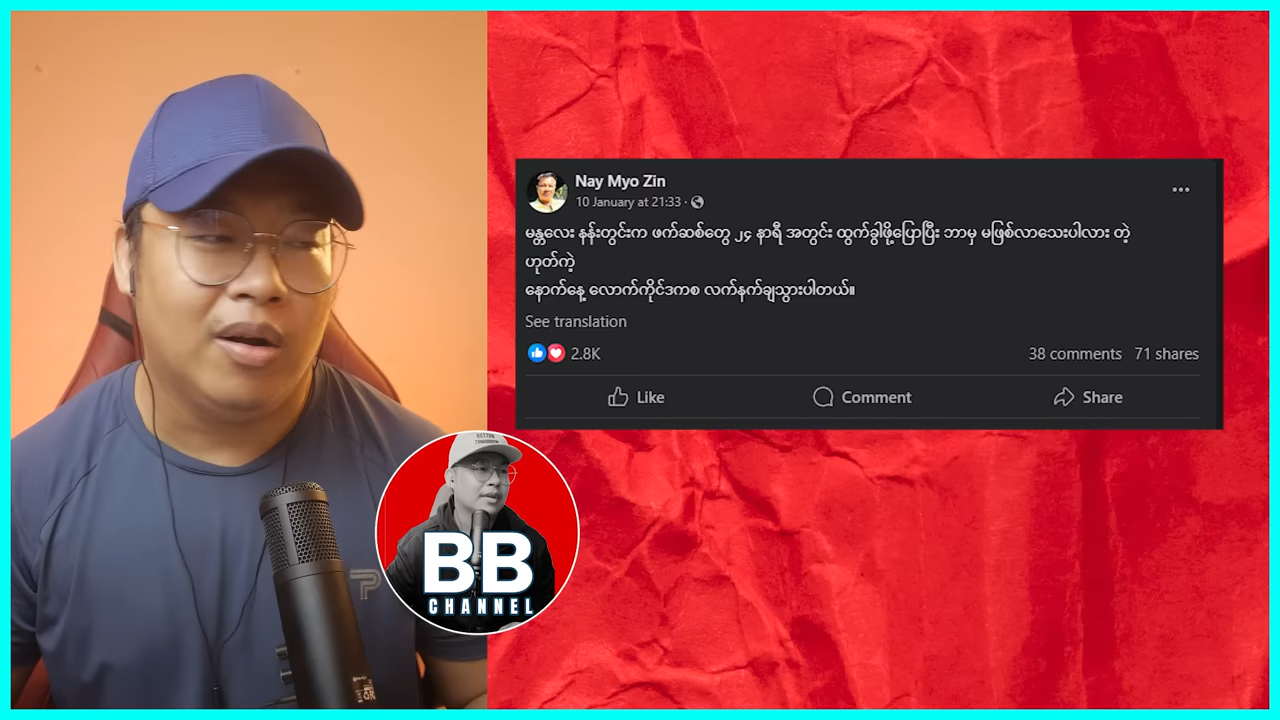 Nay Myo Zin
10 January at 21:33 ·
မန္တလေး နန်းတွင်းက ဖက်ဆစ်တွေ ၂၄ နာရီ အတွင်း ထွက်ခွါဖို့ပြောပြီး ဘာမှ မဖြစ်လာသေးပါလား တဲ့
ဟုတ်ကဲ့
နောက်နေ့ လောက်ကိုင်ဒကစ လက်နက်ချသွားပါတယ်။
See translation
2.8K 38 comments 71 shares
Like Comment Share
BETTER
TOMORROW
BB
CHANNEL